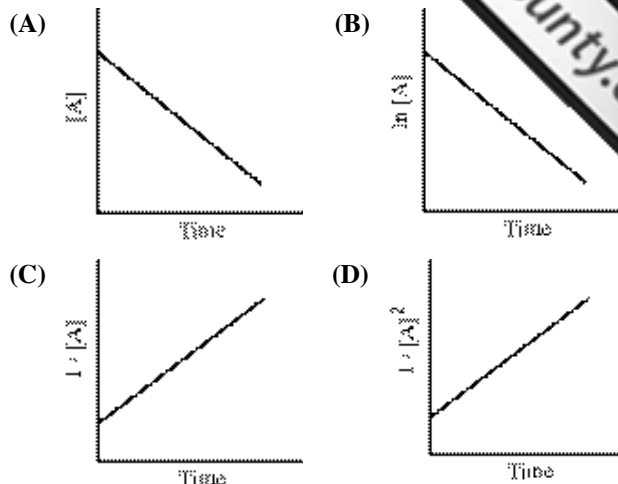 (A)
[A]
Time
(B)
ln [A]
Time
(C)
1 / [A]
Time
(D)
1 / [A]²
Time